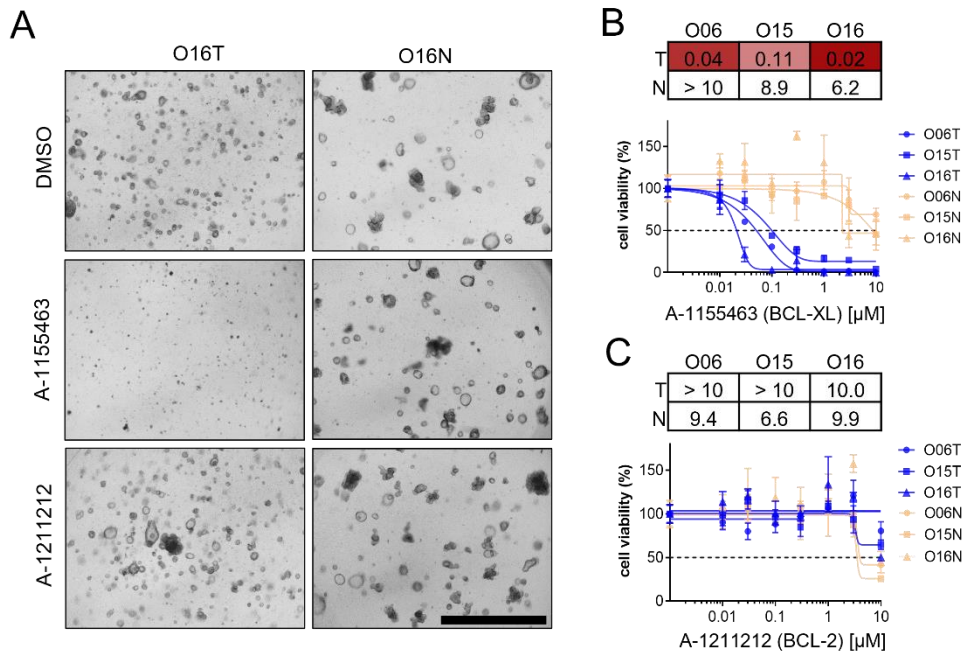 A
O16T
O16N
DMSO
A-1155463
A-1211212
B
O06 O15 O16
T 0.04 0.11 0.02
N > 10 8.9 6.2
cell viability (%)
150
100
50
0
0.01 0.1 1 10
A-1155463 (BCL-XL) [µM]
O06T
O15T
O16T
O06N
O15N
O16N
C
O06 O15 O16
T > 10 > 10 10.0
N 9.4 6.6 9.9
cell viability (%)
150
100
50
0
0.01 0.1 1 10
A-1211212 (BCL-2) [µM]
O06T
O15T
O16T
O06N
O15N
O16N